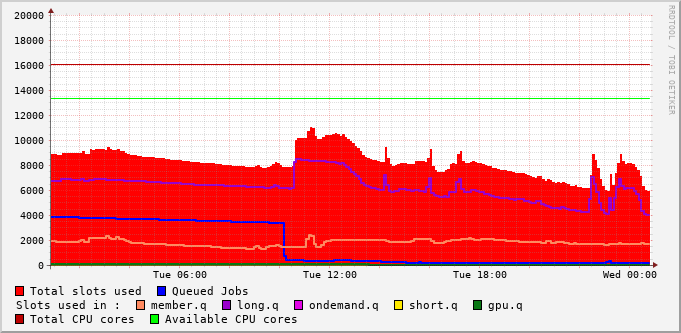 20000
18000
16000
14000
12000
10000
8000
6000
4000
2000
0
Tue 06:00 Tue 12:00 Tue 18:00 Wed 00:00
RRDTOOL / TOBI OETIKER
Total slots used Queued Jobs
Slots used in : member.q long.q ondemand.q short.q gpu.q
Total CPU cores Available CPU cores